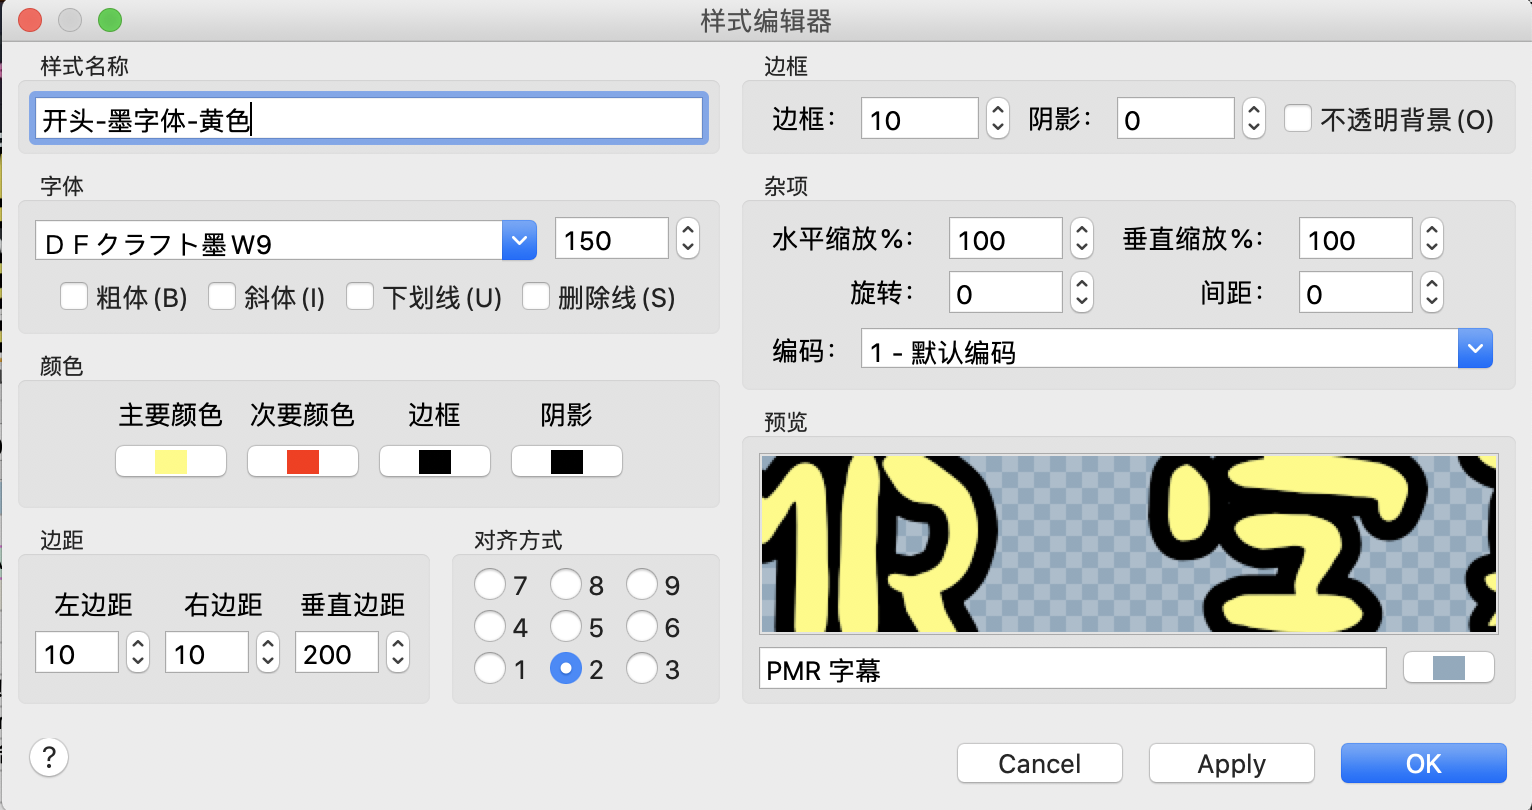 样式编辑器
样式名称
开头-墨字体-黄色
字体
ＤＦクラフト墨W9
150
粗体(B) 斜体(I) 下划线(U) 删除线(S)
颜色
主要颜色 次要颜色 边框 阴影
边距
左边距 右边距 垂直边距
10 10 200
对齐方式
7 8 9
4 5 6
1 2 3
边框
边框: 10 阴影: 0 不透明背景(O)
杂项
水平缩放%: 100 垂直缩放%: 100
旋转: 0 间距: 0
编码: 1 - 默认编码
预览
MR 字
PMR 字幕
? Cancel Apply OK